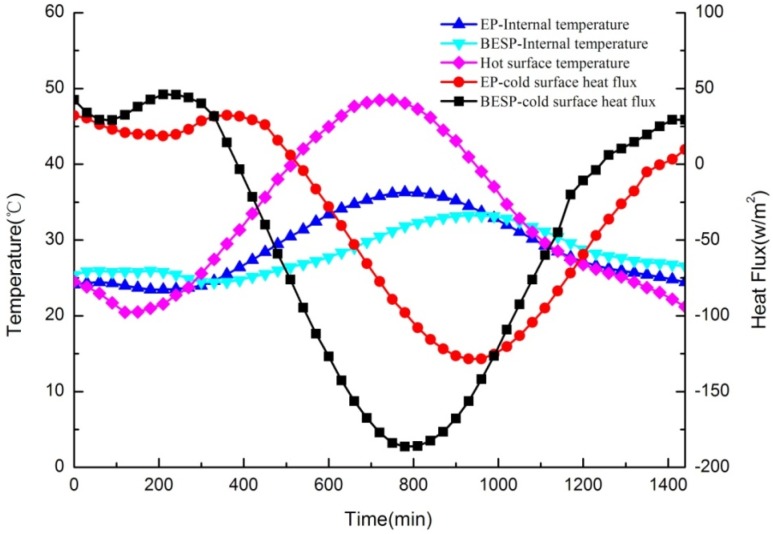 EP-Internal temperature
BESP-Internal temperature
Hot surface temperature
EP-cold surface heat flux
BESP-cold surface heat flux
60
50
40
30
20
10
0
100
50
0
-50
-100
-150
-200
0 200 400 600 800 1000 1200 1400
Temperature(℃)
Heat Flux(w/m²)
Time(min)